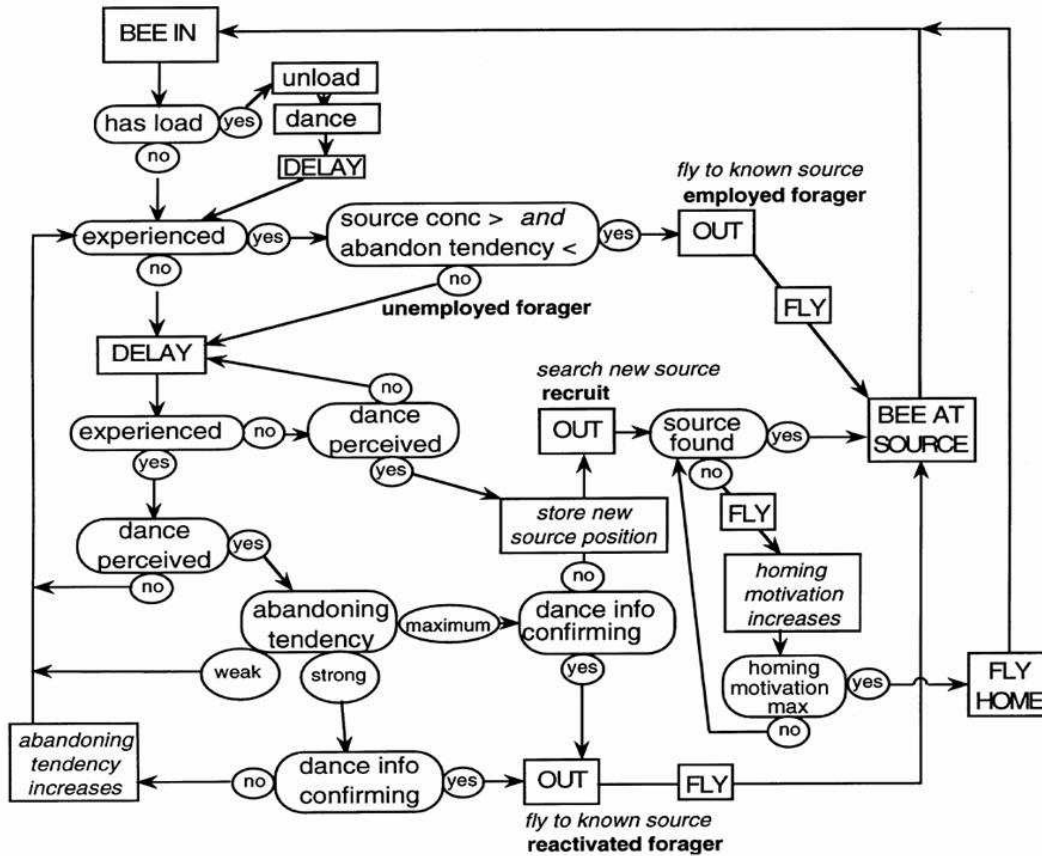 BEE IN
unload
has load
yes
dance
no
DELAY
fly to known source
employed forager
experienced
yes
source conc > and
abandon tendency <
yes
OUT
no
no
unemployed forager
FLY
DELAY
no
search new source
recruit
experienced
no
dance
perceived
OUT
source
found
yes
BEE AT
SOURCE
yes
yes
no
FLY
store new
source position
dance
perceived
yes
no
no
homing
motivation
increases
abandoning
tendency
maximum
dance info
confirming
weak
strong
yes
homing
motivation
max
yes
FLY
HOME
no
abandoning
tendency
increases
no
dance info
confirming
yes
OUT
FLY
fly to known source
reactivated forager